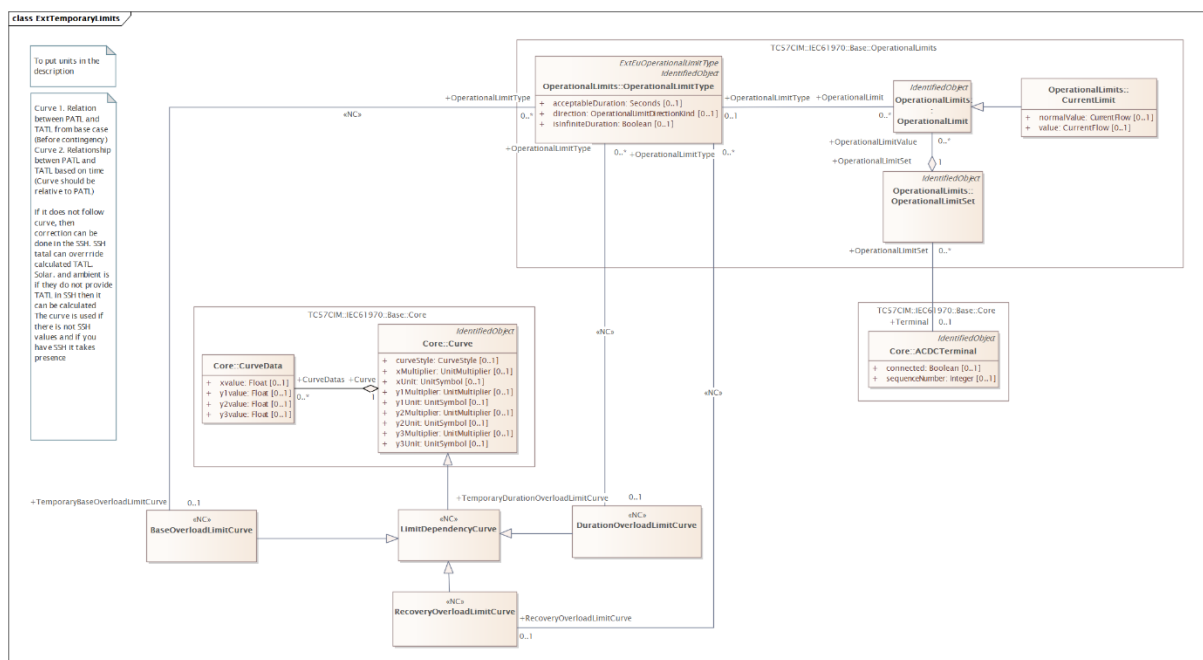 class ExtTemporaryLimits
To put units in the
description
Curve 1. Relation
between PATL and
TATL from base case
(Before contingency)
Curve 2. Relationship
betwen PATL and
TATL based on time
(Curve should be
relative to PATL)
If it does not follow
curve, then
correction can be
done in the SSH. SSH
tatal can overrride
calculated TATL.
Solar, and ambient is
if they do not provide
TATL in SSH then it
can be calculated
The curve is used if
there is not SSH
values and if you
have SSH it takes
presence
TC57CIM::IEC61970::Base::OperationalLimits
ExtEuOperationalLimitType
IdentifiedObject
OperationalLimits::OperationalLimitType
+ acceptableDuration: Seconds [0..1]
+ direction: OperationalLimitDirectionKind [0..1]
+ isInfiniteDuration: Boolean [0..1]
+OperationalLimitType
0..*
«NC»
+OperationalLimitType
0..1
+OperationalLimit
0..*
IdentifiedObject
OperationalLimits:
:
OperationalLimit
OperationalLimits::
CurrentLimit
+ normalValue: CurrentFlow [0..1]
+ value: CurrentFlow [0..1]
+OperationalLimitType
0..*
+OperationalLimitType
0..*
+OperationalLimitValue
0..*
+OperationalLimitSet
1
IdentifiedObject
OperationalLimits::
OperationalLimitSet
+OperationalLimitSet
0..*
TC57CIM::IEC61970::Base::Core
+Terminal
0..1
IdentifiedObject
Core::ACDCTerminal
+ connected: Boolean [0..1]
+ sequenceNumber: Integer [0..1]
TC57CIM::IEC61970::Base::Core
IdentifiedObject
Core::Curve
+ curveStyle: CurveStyle [0..1]
+ xMultiplier: UnitMultiplier [0..1]
+ xUnit: UnitSymbol [0..1]
+ y1Multiplier: UnitMultiplier [0..1]
+ y1Unit: UnitSymbol [0..1]
+ y2Multiplier: UnitMultiplier [0..1]
+ y2Unit: UnitSymbol [0..1]
+ y3Multiplier: UnitMultiplier [0..1]
+ y3Unit: UnitSymbol [0..1]
Core::CurveData
+ xvalue: Float [0..1]
+ y1value: Float [0..1]
+ y2value: Float [0..1]
+ y3value: Float [0..1]
+CurveDatas
+Curve
0..*
1
«NC»
«NC»
+TemporaryBaseOverloadLimitCurve
0..1
+TemporaryDurationOverloadLimitCurve
0..1
«NC»
BaseOverloadLimitCurve
«NC»
LimitDependencyCurve
«NC»
DurationOverloadLimitCurve
«NC»
RecoveryOverloadLimitCurve
+RecoveryOverloadLimitCurve
0..1